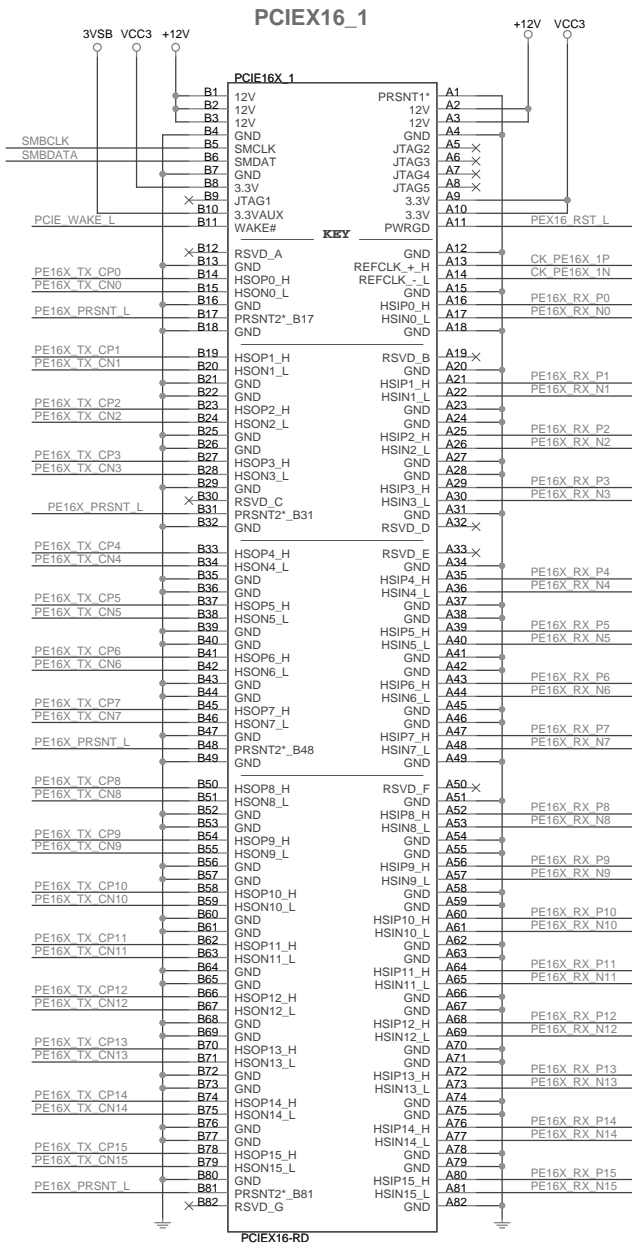 PCIEX16_1
3VSB VCC3 +12V +12V VCC3
PCIE16X_1
B1 12V PRSNT1* A1
B2 12V 12V A2
B3 12V 12V A3
B4 GND GND A4
SMBCLK B5 SMCLK JTAG2 A5
SMBDATA B6 SMDAT JTAG3 A6
B7 GND JTAG4 A7
B8 3.3V JTAG5 A8
B9 JTAG1 3.3V A9
B10 3.3VAUX 3.3V A10
PCIE_WAKE_L B11 WAKE# PWRGD A11 PEX16_RST_L
KEY
B12 RSVD_A GND A12
B13 GND REFCLK_+_H A13 CK_PE16X_1P
PE16X_TX_CP0 B14 HSOP0_H REFCLK_-_L A14 CK_PE16X_1N
PE16X_TX_CN0 B15 HSON0_L GND A15
B16 GND HSIP0_H A16 PE16X_RX_P0
PE16X_PRSNT_L B17 PRSNT2*_B17 HSIN0_L A17 PE16X_RX_N0
B18 GND GND A18
PE16X_TX_CP1 B19 HSOP1_H RSVD_B A19
PE16X_TX_CN1 B20 HSON1_L GND A20
B21 GND HSIP1_H A21 PE16X_RX_P1
B22 GND HSIN1_L A22 PE16X_RX_N1
PE16X_TX_CP2 B23 HSOP2_H GND A23
PE16X_TX_CN2 B24 HSON2_L GND A24
B25 GND HSIP2_H A25 PE16X_RX_P2
B26 GND HSIN2_L A26 PE16X_RX_N2
PE16X_TX_CP3 B27 HSOP3_H GND A27
PE16X_TX_CN3 B28 HSON3_L GND A28
B29 GND HSIP3_H A29 PE16X_RX_P3
B30 RSVD_C HSIN3_L A30 PE16X_RX_N3
PE16X_PRSNT_L B31 PRSNT2*_B31 GND A31
B32 GND RSVD_D A32
PE16X_TX_CP4 B33 HSOP4_H RSVD_E A33
PE16X_TX_CN4 B34 HSON4_L GND A34
B35 GND HSIP4_H A35 PE16X_RX_P4
B36 GND HSIN4_L A36 PE16X_RX_N4
PE16X_TX_CP5 B37 HSOP5_H GND A37
PE16X_TX_CN5 B38 HSON5_L GND A38
B39 GND HSIP5_H A39 PE16X_RX_P5
B40 GND HSIN5_L A40 PE16X_RX_N5
PE16X_TX_CP6 B41 HSOP6_H GND A41
PE16X_TX_CN6 B42 HSON6_L GND A42
B43 GND HSIP6_H A43 PE16X_RX_P6
B44 GND HSIN6_L A44 PE16X_RX_N6
PE16X_TX_CP7 B45 HSOP7_H GND A45
PE16X_TX_CN7 B46 HSON7_L GND A46
B47 GND HSIP7_H A47 PE16X_RX_P7
PE16X_PRSNT_L B48 PRSNT2*_B48 HSIN7_L A48 PE16X_RX_N7
B49 GND GND A49
PE16X_TX_CP8 B50 HSOP8_H RSVD_F A50
PE16X_TX_CN8 B51 HSON8_L GND A51
B52 GND HSIP8_H A52 PE16X_RX_P8
B53 GND HSIN8_L A53 PE16X_RX_N8
PE16X_TX_CP9 B54 HSOP9_H GND A54
PE16X_TX_CN9 B55 HSON9_L GND A55
B56 GND HSIP9_H A56 PE16X_RX_P9
B57 GND HSIN9_L A57 PE16X_RX_N9
PE16X_TX_CP10 B58 HSOP10_H GND A58
PE16X_TX_CN10 B59 HSON10_L GND A59
B60 GND HSIP10_H A60 PE16X_RX_P10
B61 GND HSIN10_L A61 PE16X_RX_N10
PE16X_TX_CP11 B62 HSOP11_H GND A62
PE16X_TX_CN11 B63 HSON11_L GND A63
B64 GND HSIP11_H A64 PE16X_RX_P11
B65 GND HSIN11_L A65 PE16X_RX_N11
PE16X_TX_CP12 B66 HSOP12_H GND A66
PE16X_TX_CN12 B67 HSON12_L GND A67
B68 GND HSIP12_H A68 PE16X_RX_P12
B69 GND HSIN12_L A69 PE16X_RX_N12
PE16X_TX_CP13 B70 HSOP13_H GND A70
PE16X_TX_CN13 B71 HSON13_L GND A71
B72 GND HSIP13_H A72 PE16X_RX_P13
B73 GND HSIN13_L A73 PE16X_RX_N13
PE16X_TX_CP14 B74 HSOP14_H GND A74
PE16X_TX_CN14 B75 HSON14_L GND A75
B76 GND HSIP14_H A76 PE16X_RX_P14
B77 GND HSIN14_L A77 PE16X_RX_N14
PE16X_TX_CP15 B78 HSOP15_H GND A78
PE16X_TX_CN15 B79 HSON15_L GND A79
B80 GND HSIP15_H A80 PE16X_RX_P15
PE16X_PRSNT_L B81 PRSNT2*_B81 HSIN15_L A81 PE16X_RX_N15
B82 RSVD_G GND A82
PCIEX16-RD